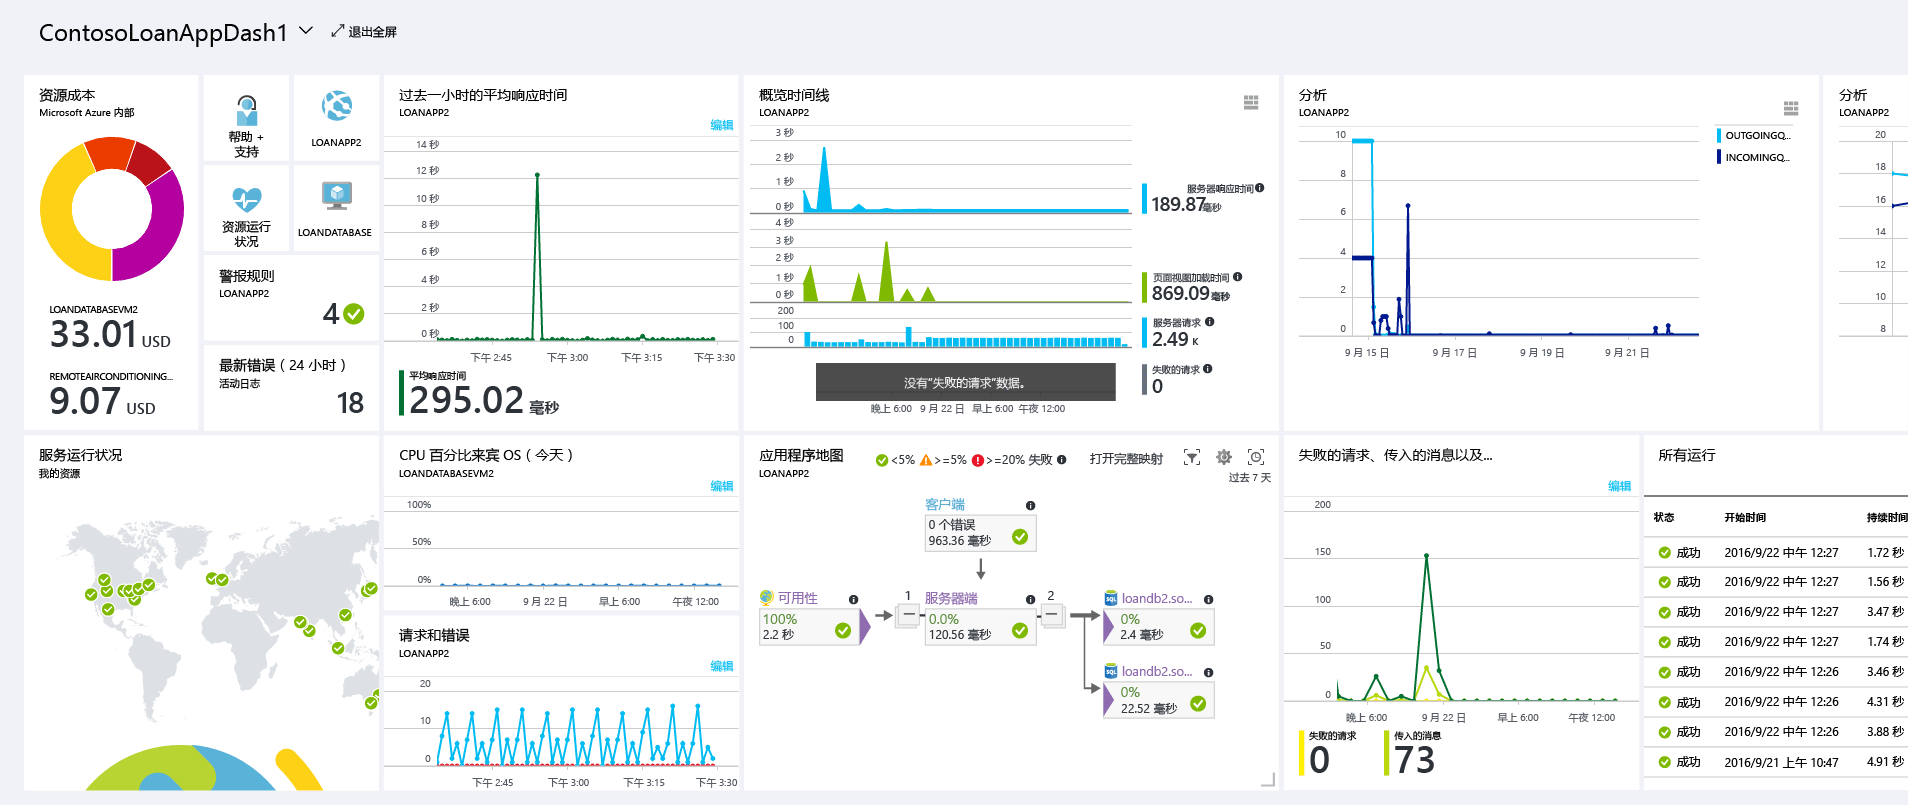 ContosoLoanAppDash1
退出全屏
资源成本
Microsoft Azure 内部
LOANDATABASEVM2
33.01 USD
REMOTEAIRCONDITIONING...
9.07 USD
帮助 +
支持
LOANAPP2
资源运行
状况
LOANDATABASE
警报规则
LOANAPP2
4
最新错误 ( 24 小时 )
活动日志
18
过去一小时的平均响应时间
LOANAPP2
编辑
14 秒
12 秒
10 秒
8 秒
6 秒
4 秒
2 秒
0 秒
下午 2:45
下午 3:00
下午 3:15
下午 3:30
平均响应时间
295.02 毫秒
概览时间线
LOANAPP2
3 秒
2 秒
1 秒
0 秒
服务器响应时间
189.87毫秒
4 秒
3 秒
2 秒
1 秒
0 秒
页面视图加载时间
869.09 毫秒
200
100
0
服务器请求
2.49 K
没有"失败的请求"数据。
失败的请求
0
晚上 6:00
9 月 22 日
早上 6:00
午夜 12:00
分析
LOANAPP2
10
8
6
4
2
0
9 月 15 日
9 月 17 日
9 月 19 日
9 月 21 日
OUTGOINGQ...
INCOMINGQ...
分析
LOANAPP2
20
18
16
14
12
10
8
服务运行状况
我的资源
CPU 百分比来宾 OS ( 今天 )
LOANDATABASEVM2
编辑
100%
50%
0%
晚上 6:00
9 月 22 日
早上 6:00
午夜 12:00
请求和错误
LOANAPP2
编辑
20
10
0
下午 2:45
下午 3:00
下午 3:15
下午 3:30
应用程序地图
LOANAPP2
<5%
>=5%
>=20% 失败
打开完整映射
过去 7 天
客户端
0 个错误
963.36 毫秒
可用性
100%
2.2 秒
1
服务器端
0.0%
120.56 毫秒
2
loandb2.so...
0%
2.4 毫秒
loandb2.so...
0%
22.52 毫秒
SQL
SQL
失败的请求、传入的消息以及...
编辑
200
150
100
50
0
晚上 6:00
9 月 22 日
早上 6:00
午夜 12:00
失败的请求
0
传入的消息
73
所有运行
状态 开始时间 持续时间
成功 2016/9/22 中午 12:27 1.72 秒
成功 2016/9/22 中午 12:27 1.56 秒
成功 2016/9/22 中午 12:27 3.47 秒
成功 2016/9/22 中午 12:27 1.74 秒
成功 2016/9/22 中午 12:26 3.46 秒
成功 2016/9/22 中午 12:26 4.31 秒
成功 2016/9/22 中午 12:26 3.88 秒
成功 2016/9/21 上午 10:47 4.91 秒